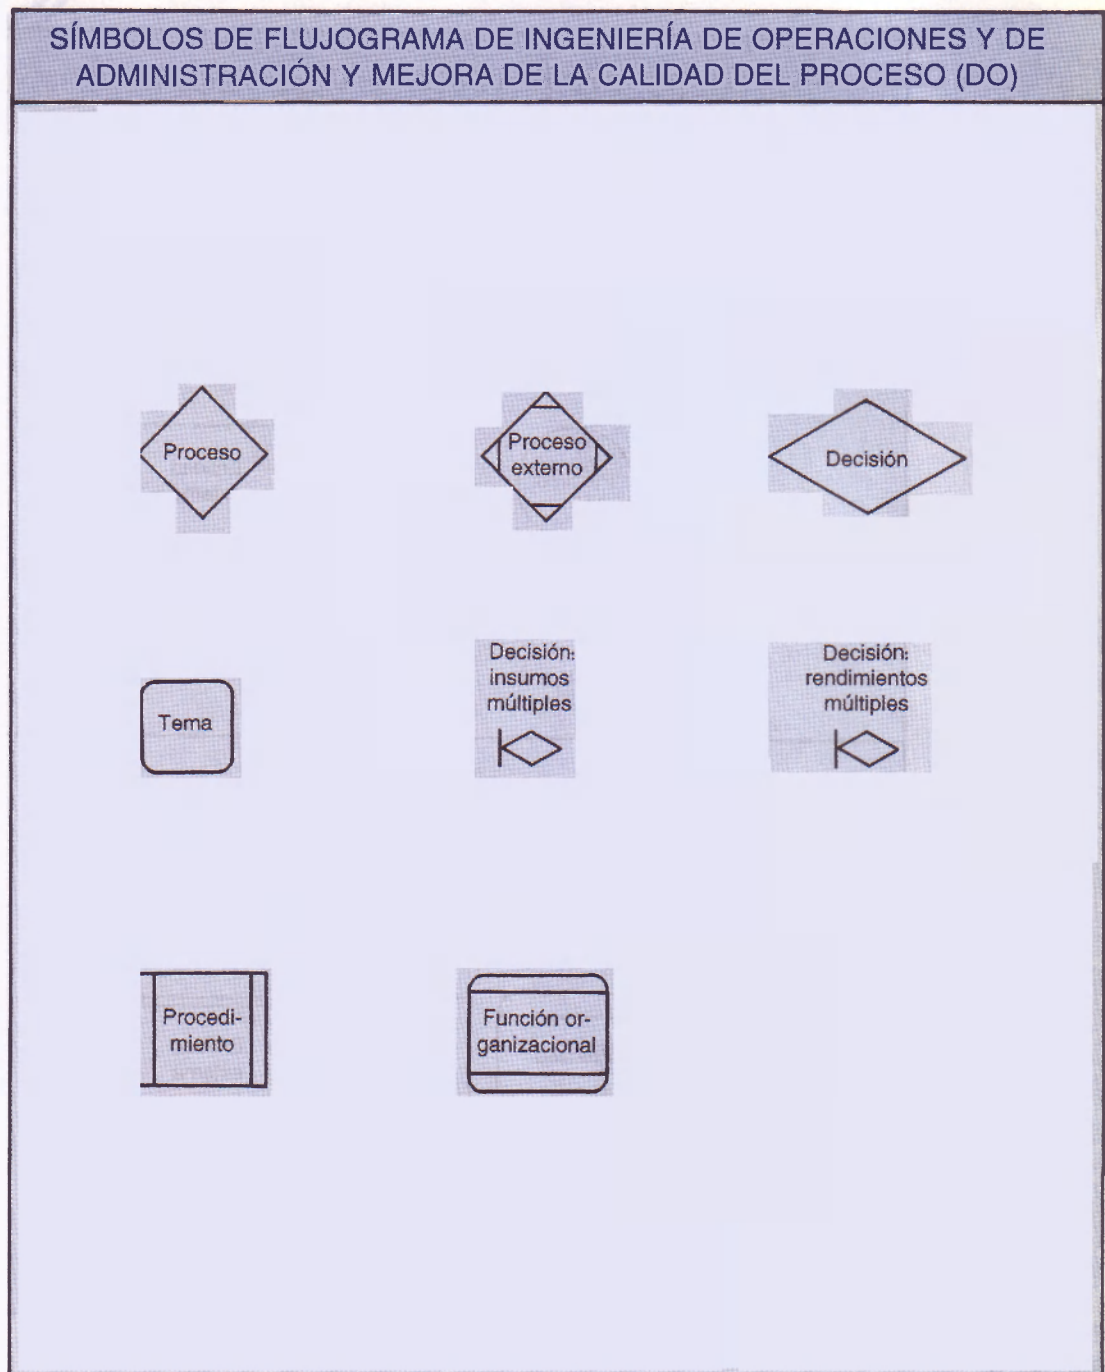 SÍMBOLOS DE FLUJOGRAMA DE INGENIERÍA DE OPERACIONES Y DE
ADMINISTRACIÓN Y MEJORA DE LA CALIDAD DEL PROCESO (DO)
Proceso
Proceso
externo
Decisión
Tema
Decisión:
insumos
múltiples
Decisión:
rendimientos
múltiples
Procedi-
miento
Función or-
ganizacional